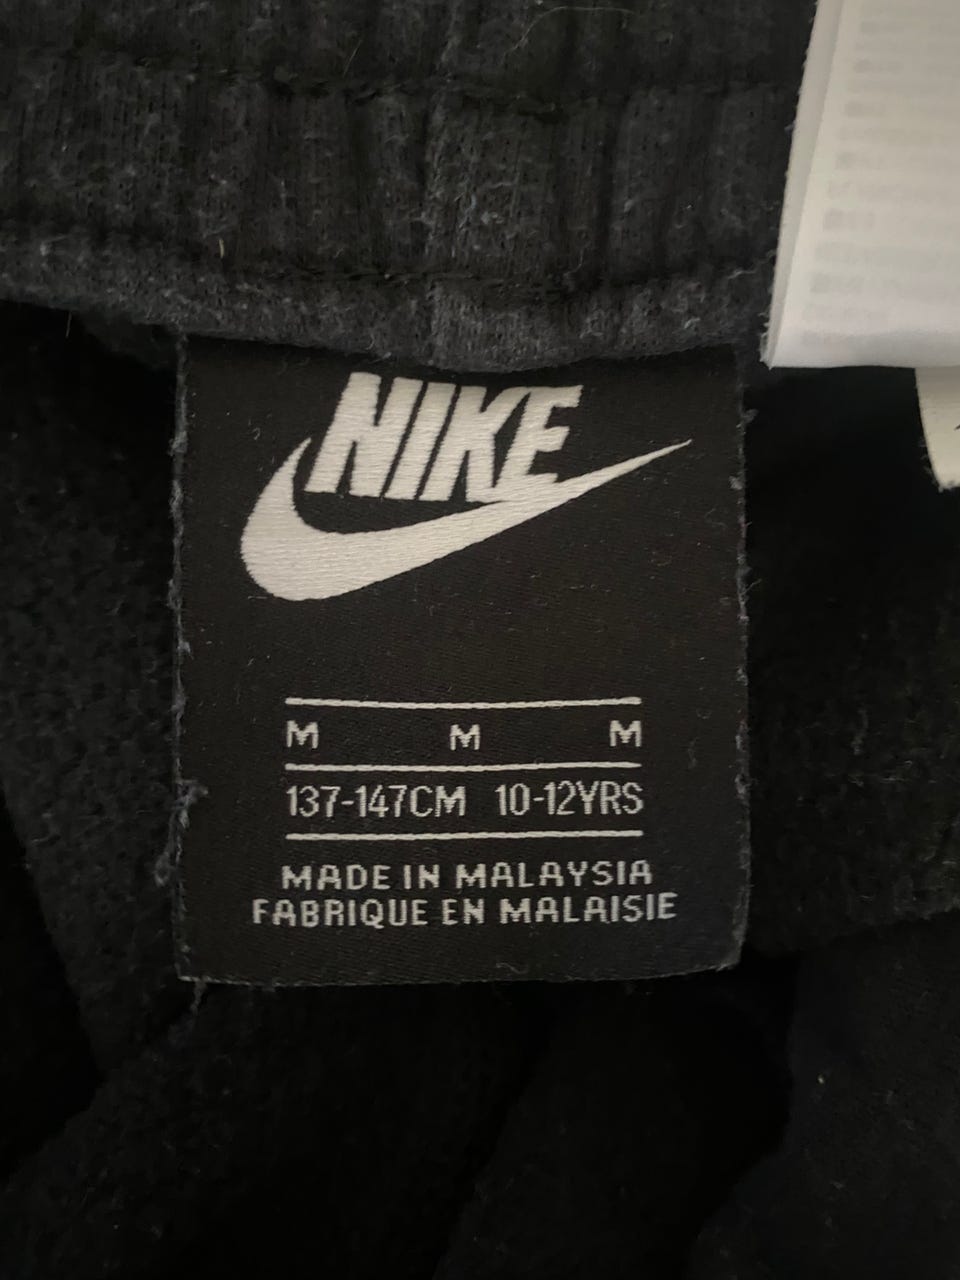 NIKE
M M M
137-147CM 10-12YRS
MADE IN MALAYSIA
FABRIQUE EN MALAISIE